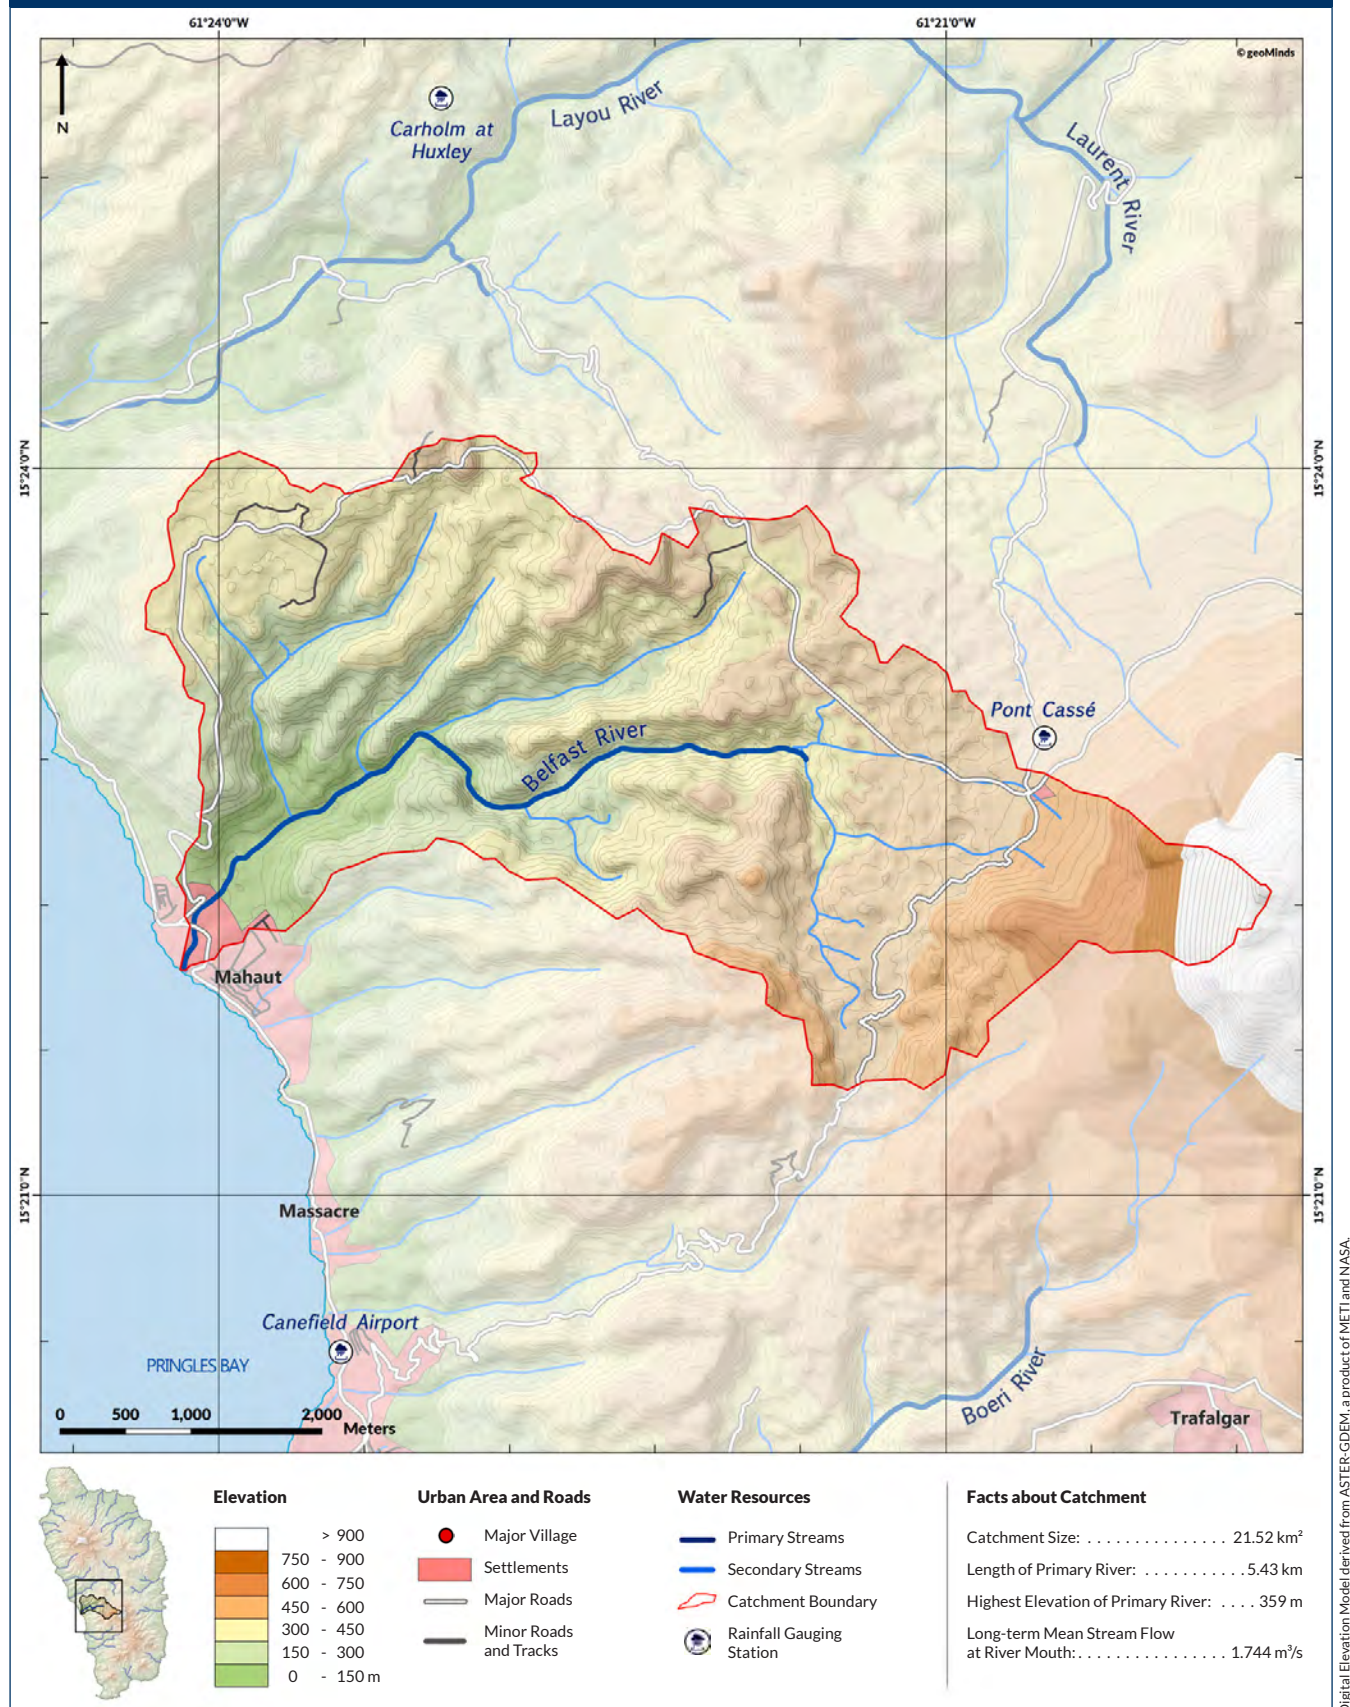 61°24'0"W
61°21'0"W
© geoMinds
N
Carholm at
Huxley
Layou River
Laurent River
15°24'0"N
15°24'0"N
Pont Cassé
Belfast River
Mahaut
15°21'0"N
15°21'0"N
Massacre
Canefield Airport
PRINGLES BAY
Boeri River
Trafalgar
0 500 1,000 2,000
Meters
Digital Elevation Model derived from ASTER-GDEM, a product of METI and NASA.
Elevation
> 900
750 - 900
600 - 750
450 - 600
300 - 450
150 - 300
0 - 150 m
Urban Area and Roads
Major Village
Settlements
Major Roads
Minor Roads
and Tracks
Water Resources
Primary Streams
Secondary Streams
Catchment Boundary
Rainfall Gauging
Station
Facts about Catchment
Catchment Size: . . . . . . . . . . . . . . . 21.52 km²
Length of Primary River: . . . . . . . . . . . 5.43 km
Highest Elevation of Primary River: . . . . 359 m
Long-term Mean Stream Flow
at River Mouth: . . . . . . . . . . . . . . . . 1.744 m³/s